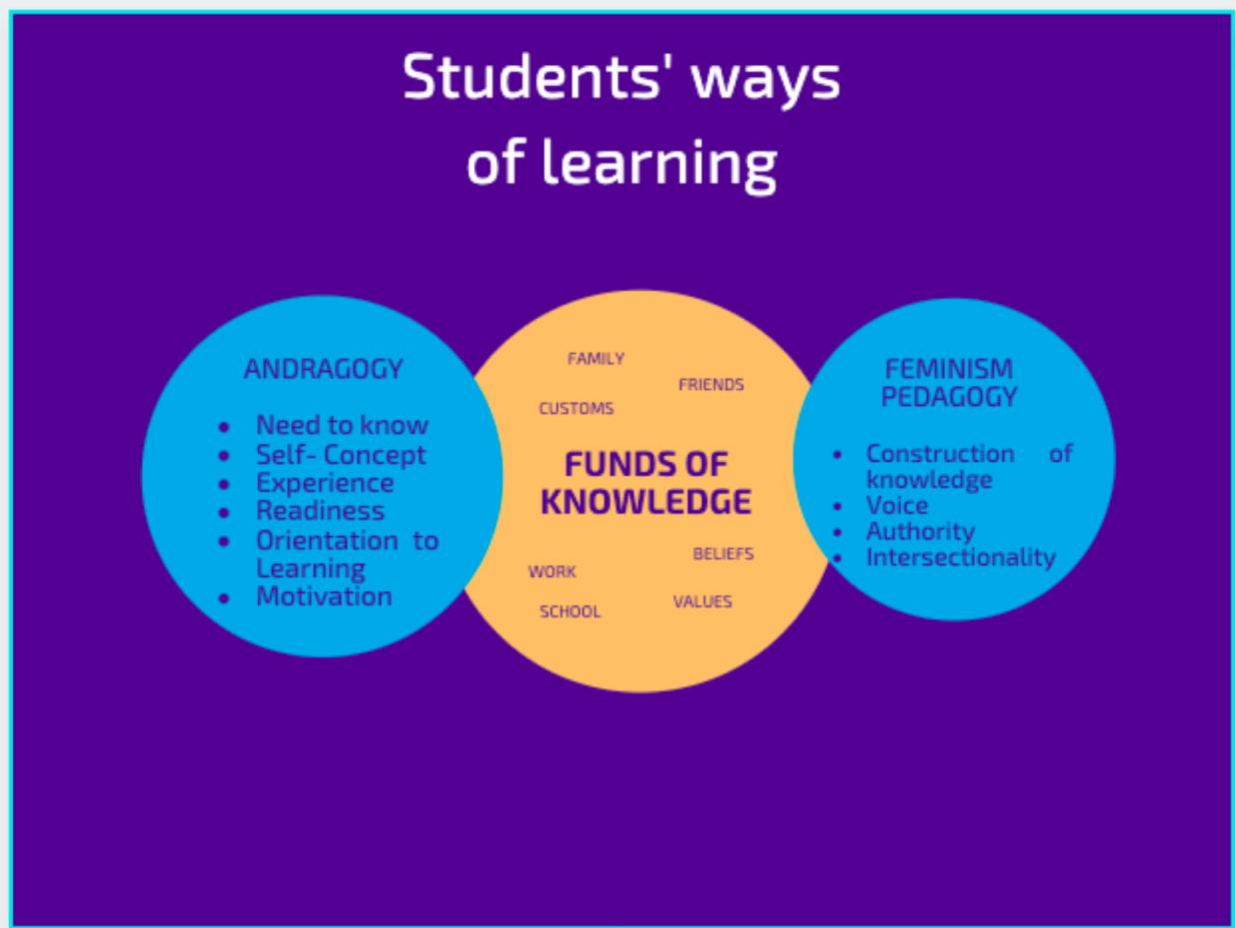 Students' ways
of learning
ANDRAGOGY
● Need to know
● Self- Concept
● Experience
● Readiness
● Orientation to
Learning
● Motivation
FAMILY
FRIENDS
CUSTOMS
FUNDS OF
KNOWLEDGE
BELIEFS
WORK
VALUES
SCHOOL
FEMINISM
PEDAGOGY
• Construction of
knowledge
• Voice
• Authority
• Intersectionality